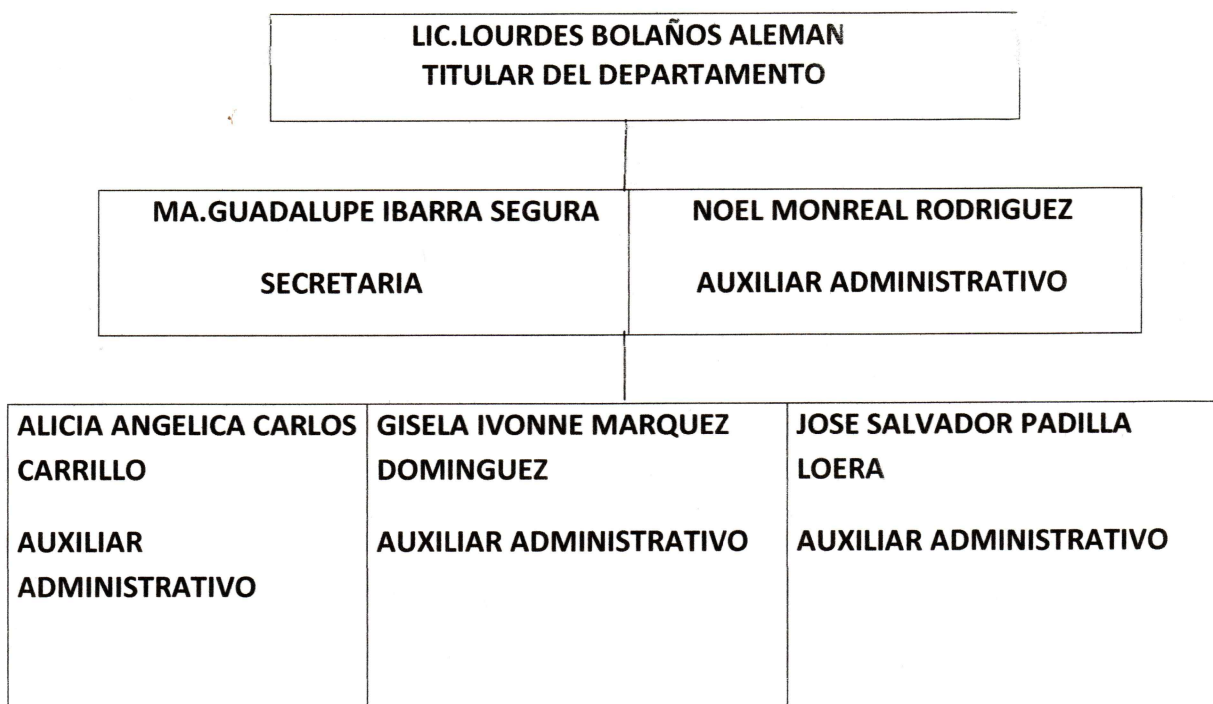 LIC.LOURDES BOLAÑOS ALEMAN
TITULAR DEL DEPARTAMENTO
MA.GUADALUPE IBARRA SEGURA
SECRETARIA
NOEL MONREAL RODRIGUEZ
AUXILIAR ADMINISTRATIVO
ALICIA ANGELICA CARLOS
CARRILLO
AUXILIAR
ADMINISTRATIVO
GISELA IVONNE MARQUEZ
DOMINGUEZ
AUXILIAR ADMINISTRATIVO
JOSE SALVADOR PADILLA
LOERA
AUXILIAR ADMINISTRATIVO